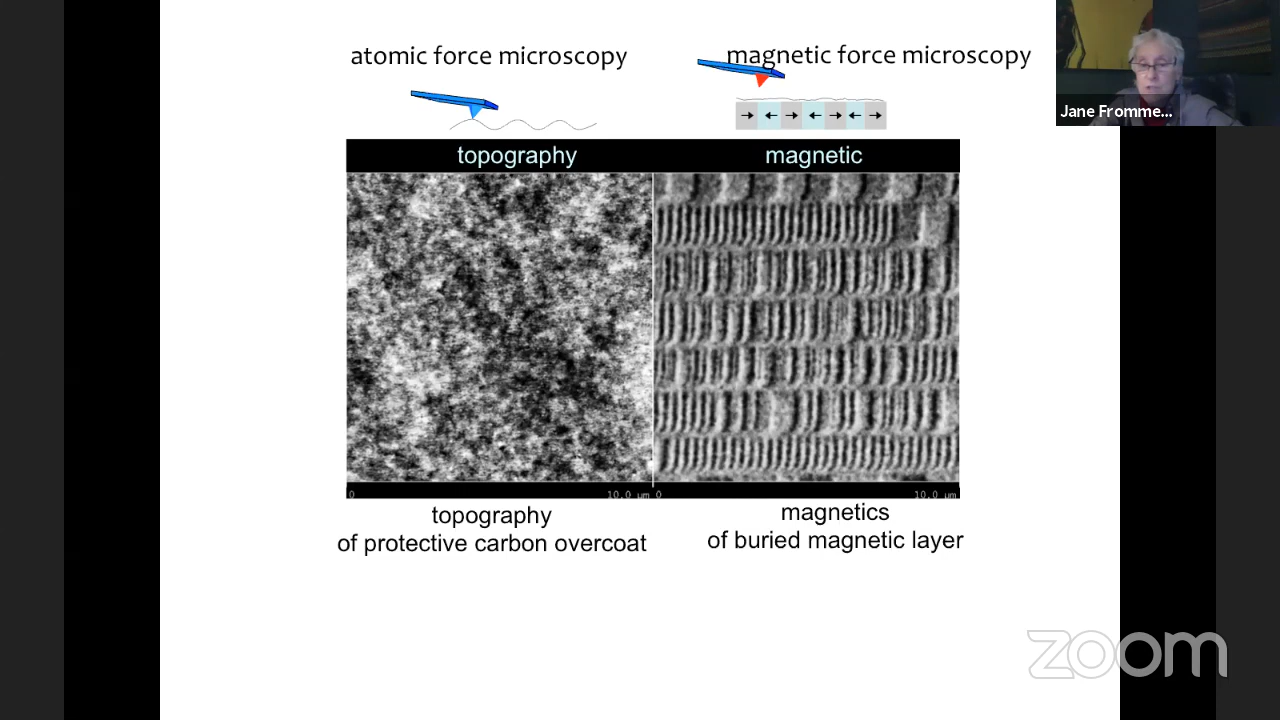 atomic force microscopy
magnetic force microscopy
Jane Fromme...
topography
magnetic
0
10.0 µm
0
10.0 µm
topography
of protective carbon overcoat
magnetics
of buried magnetic layer
zoom